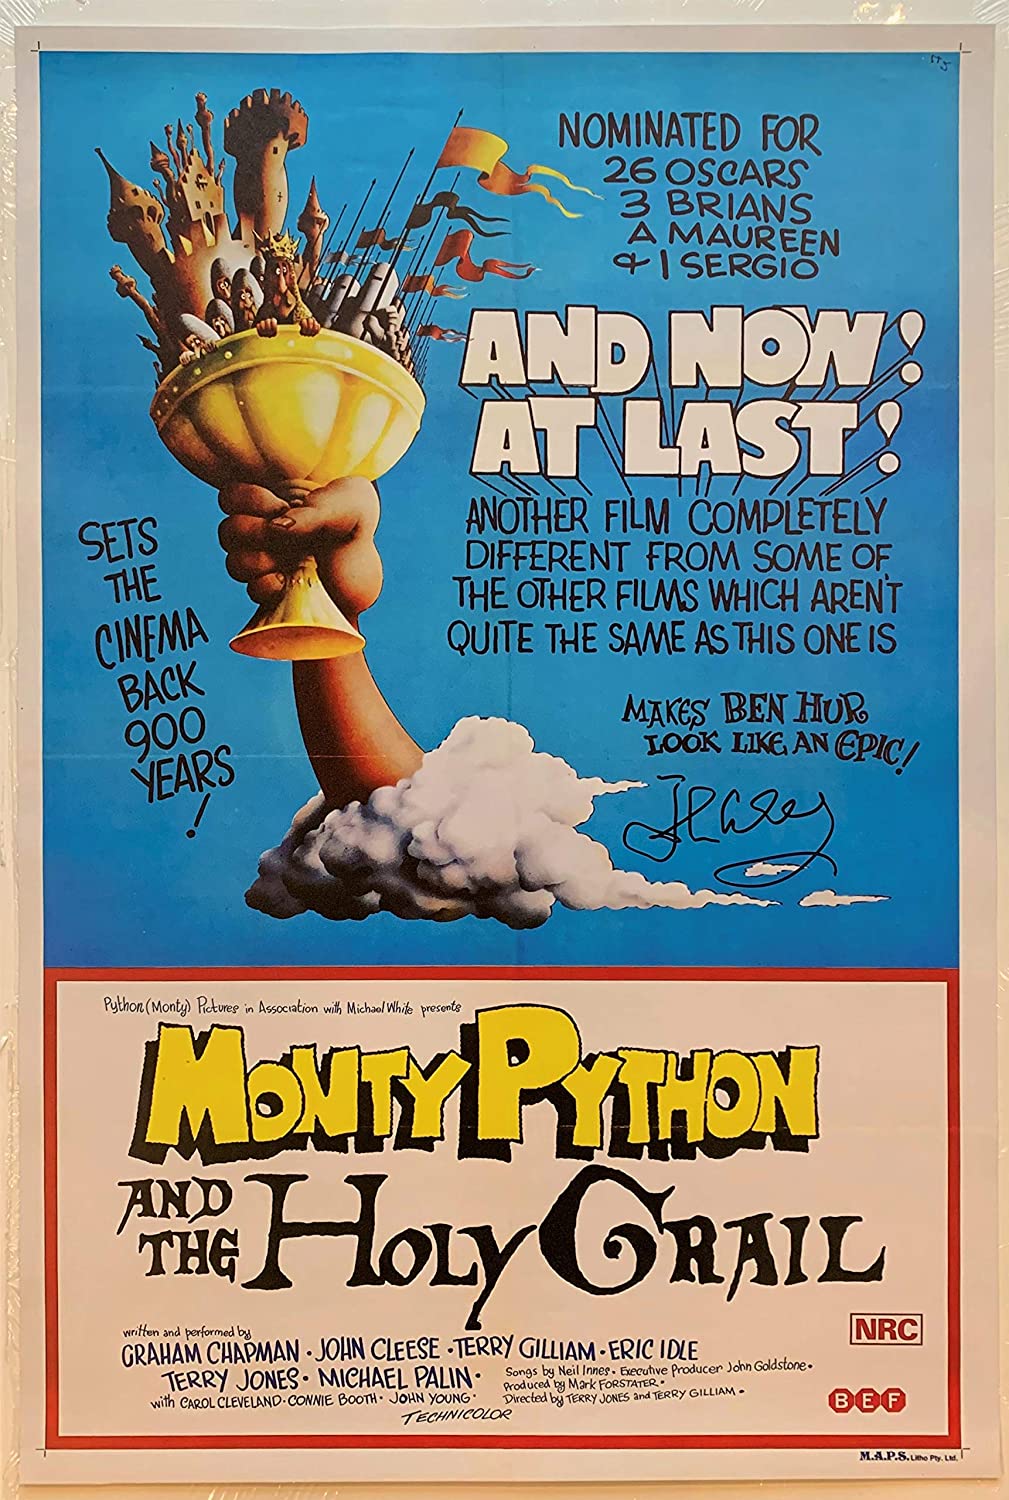 NOMINATED FOR
26 OSCARS
3 BRIANS
A MAUREEN
& 1 SERGIO
AND NOW!
AT LAST!
ANOTHER FILM COMPLETELY
DIFFERENT FROM SOME OF
THE OTHER FILMS WHICH AREN'T
QUITE THE SAME AS THIS ONE IS
SETS
THE
CINEMA
BACK
900
YEARS
!
MAKES BEN HUR
LOOK LIKE AN EPIC!
Python (Monty) Pictures in Association with Michael White presents
MONTY PYTHON
AND
THE HOLY GRAIL
written and performed by
GRAHAM CHAPMAN · JOHN CLEESE · TERRY GILLIAM · ERIC IDLE
TERRY JONES · MICHAEL PALIN ·
with CAROL CLEVELAND · CONNIE BOOTH · JOHN YOUNG ·
Songs by Neil Innes · Executive Producer John Goldstone ·
Produced by Mark FORSTATER ·
Directed by TERRY JONES and TERRY GILLIAM ·
TECHNICOLOR
NRC
BEF
M.A.P.S. Litho Pty. Ltd.